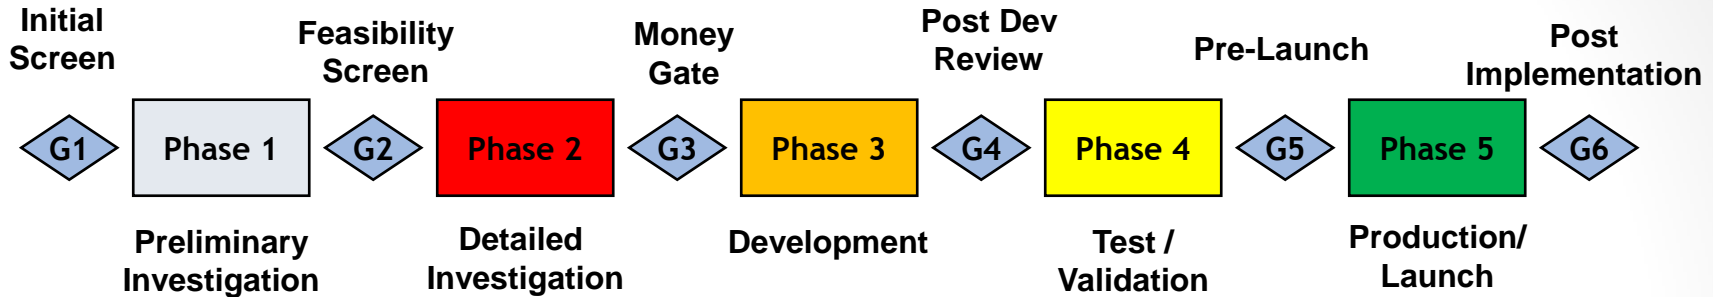 Initial
Screen
Feasibility
Screen
Money
Gate
Post Dev
Review
Pre-Launch
Post
Implementation
G1
Phase 1
G2
Phase 2
G3
Phase 3
G4
Phase 4
G5
Phase 5
G6
Preliminary
Investigation
Detailed
Investigation
Development
Test /
Validation
Production/
Launch